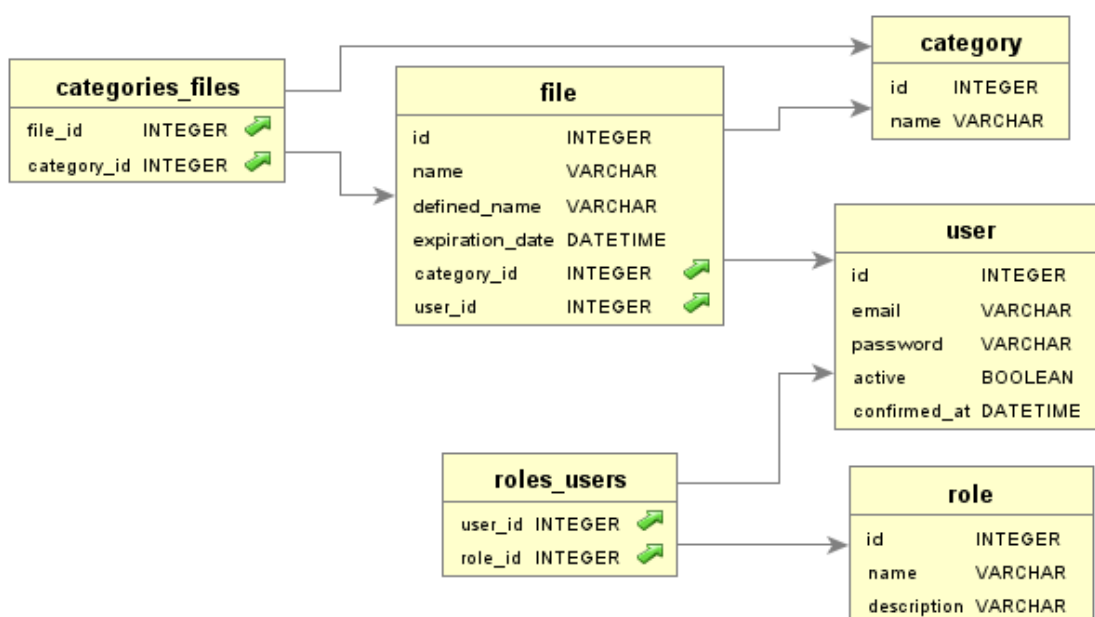 categories_files
file_id INTEGER
category_id INTEGER
file
id INTEGER
name VARCHAR
defined_name VARCHAR
expiration_date DATETIME
category_id INTEGER
user_id INTEGER
category
id INTEGER
name VARCHAR
user
id INTEGER
email VARCHAR
password VARCHAR
active BOOLEAN
confirmed_at DATETIME
roles_users
user_id INTEGER
role_id INTEGER
role
id INTEGER
name VARCHAR
description VARCHAR